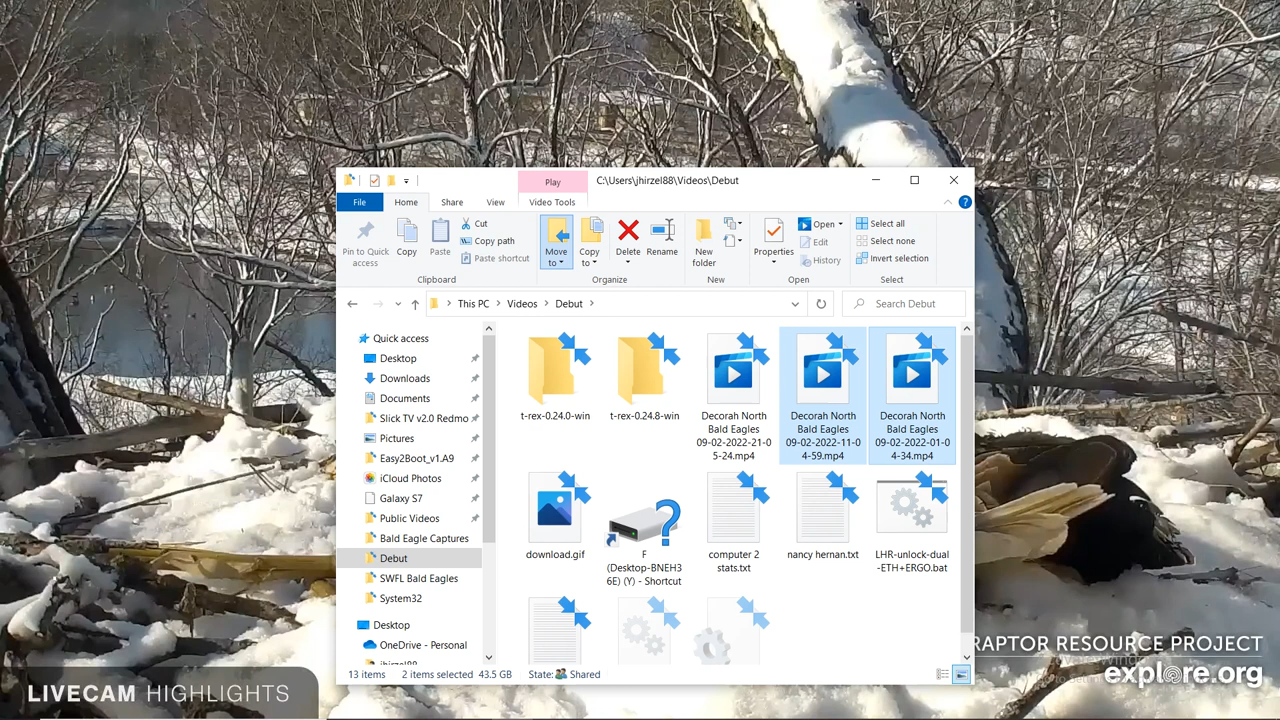 Play
C:\Users\jhirzel88\Videos\Debut
File
Home
Share
View
Video Tools
Pin to Quick access
Copy
Paste
Cut
Copy path
Paste shortcut
Clipboard
Move to
Copy to
Delete
Rename
Organize
New folder
New
Properties
Open
Edit
History
Open
Select all
Select none
Invert selection
Select
This PC
Videos
Debut
Search Debut
Quick access
Desktop
Downloads
Documents
Slick TV v2.0 Redmo
Pictures
Easy2Boot_v1.A9
iCloud Photos
Galaxy S7
Public Videos
Bald Eagle Captures
Debut
SWFL Bald Eagles
System32
Desktop
OneDrive - Personal
jhirzel88
t-rex-0.24.0-win
t-rex-0.24.8-win
Decorah North
Bald Eagles
09-02-2022-21-0
5-24.mp4
Decorah North
Bald Eagles
09-02-2022-11-0
4-59.mp4
Decorah North
Bald Eagles
09-02-2022-01-0
4-34.mp4
download.gif
F
(Desktop-BNEH3
6E) (Y) - Shortcut
computer 2
stats.txt
nancy hernan.txt
LHR-unlock-dual
-ETH+ERGO.bat
13 items
2 items selected
43.5 GB
State:
Shared
LIVECAM HIGHLIGHTS
RAPTOR RESOURCE PROJECT
explore.org